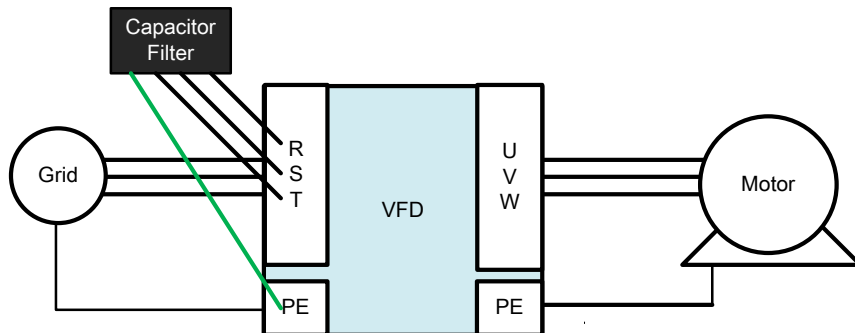 Capacitor
Filter
Grid
R
S
T
VFD
U
V
W
Motor
PE
PE